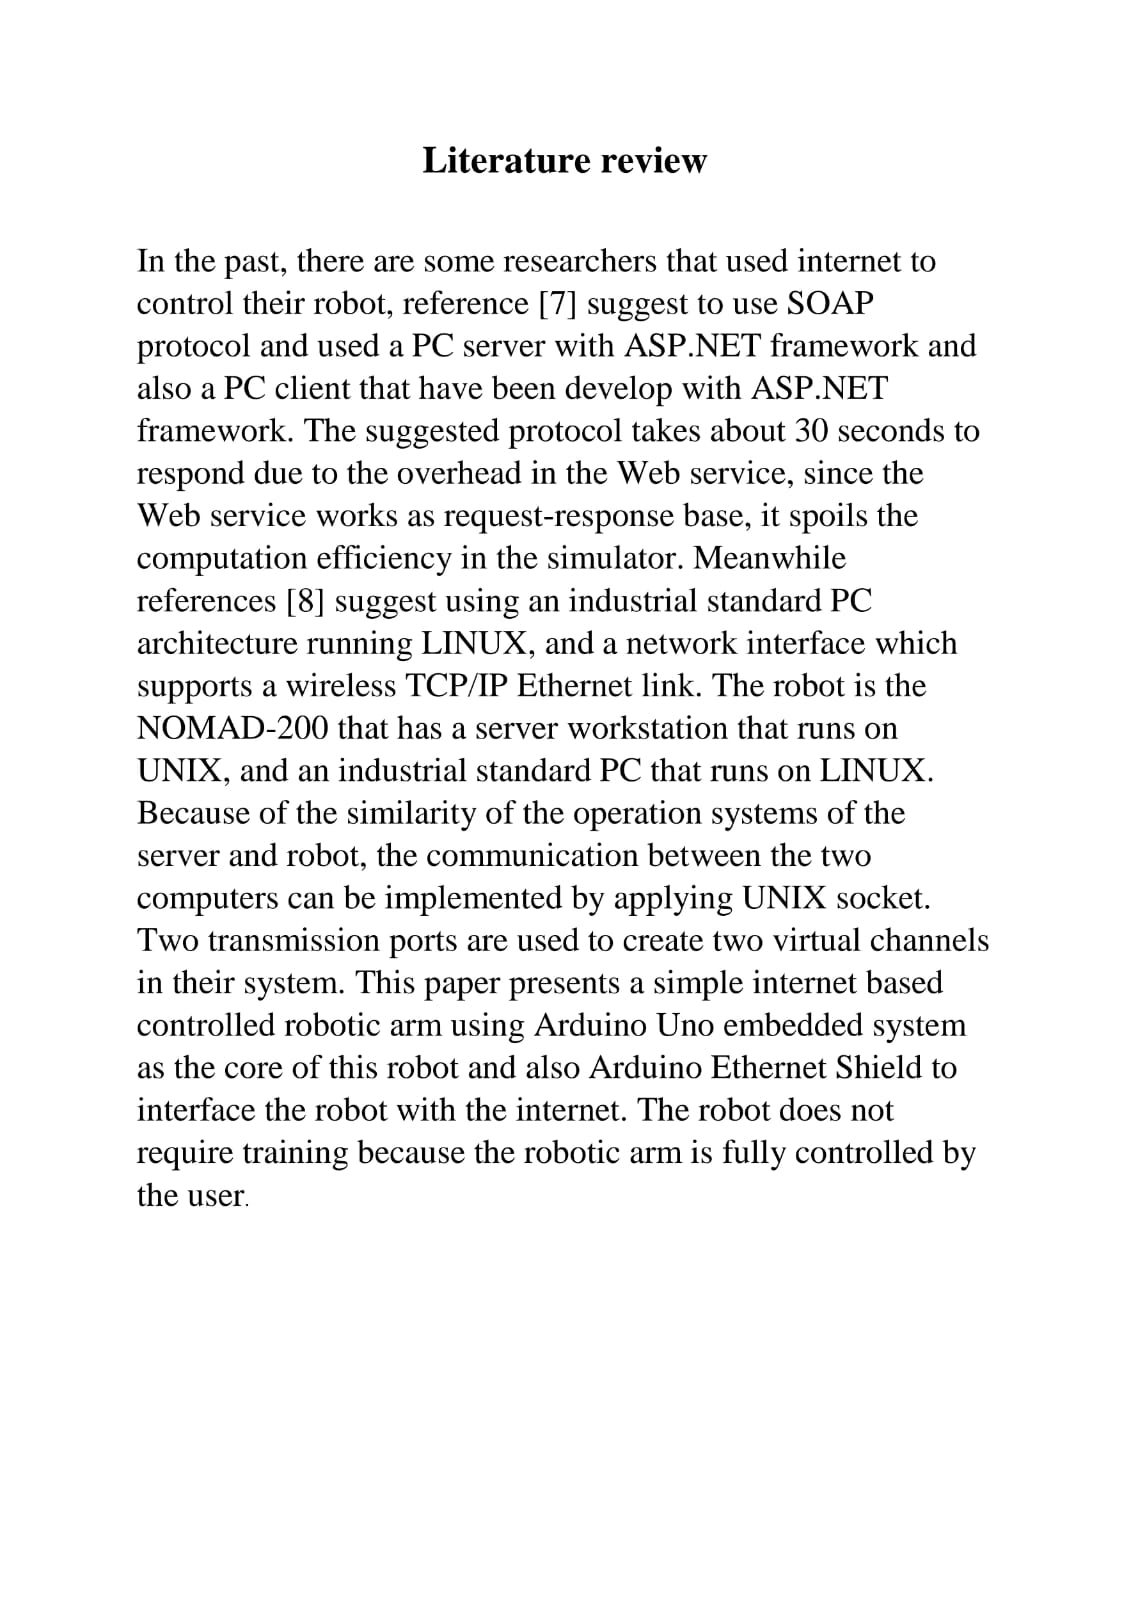 Literature review
In the past, there are some researchers that used internet to
control their robot, reference [7] suggest to use SOAP
protocol and used a PC server with ASP.NET framework and
also a PC client that have been develop with ASP.NET
framework. The suggested protocol takes about 30 seconds to
respond due to the overhead in the Web service, since the
Web service works as request-response base, it spoils the
computation efficiency in the simulator. Meanwhile
references [8] suggest using an industrial standard PC
architecture running LINUX, and a network interface which
supports a wireless TCP/IP Ethernet link. The robot is the
NOMAD-200 that has a server workstation that runs on
UNIX, and an industrial standard PC that runs on LINUX.
Because of the similarity of the operation systems of the
server and robot, the communication between the two
computers can be implemented by applying UNIX socket.
Two transmission ports are used to create two virtual channels
in their system. This paper presents a simple internet based
controlled robotic arm using Arduino Uno embedded system
as the core of this robot and also Arduino Ethernet Shield to
interface the robot with the internet. The robot does not
require training because the robotic arm is fully controlled by
the user.